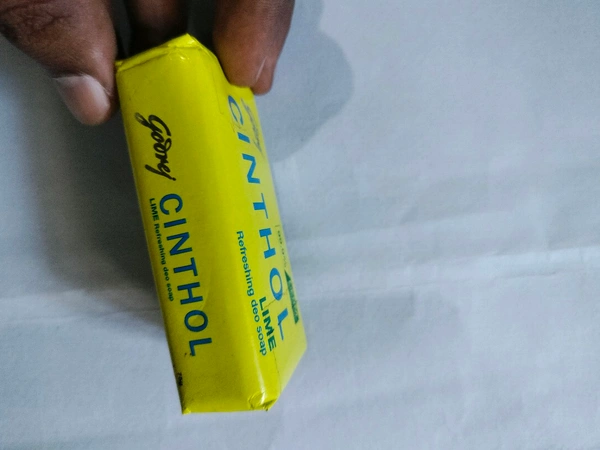 Godrej
CINTHOL
LIME Refreshing deo soap
CINTHOL
LIME
Refreshing deo soap